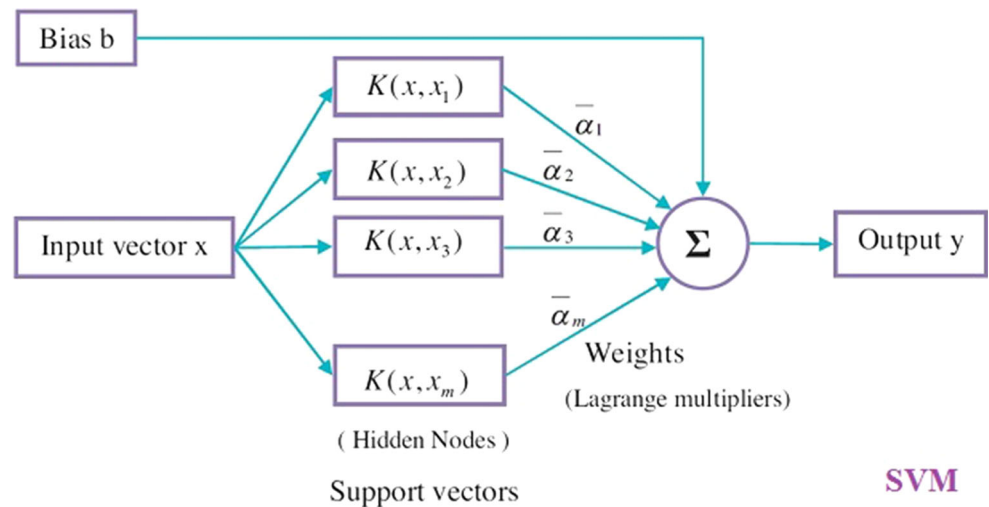 Bias b
K(x, x₁)
ᾱ₁
K(x, x₂)
ᾱ₂
Input vector x
K(x, x₃)
ᾱ₃
Σ
Output y
ᾱₘ
Weights
K(x, xₘ)
(Lagrange multipliers)
( Hidden Nodes )
Support vectors
SVM